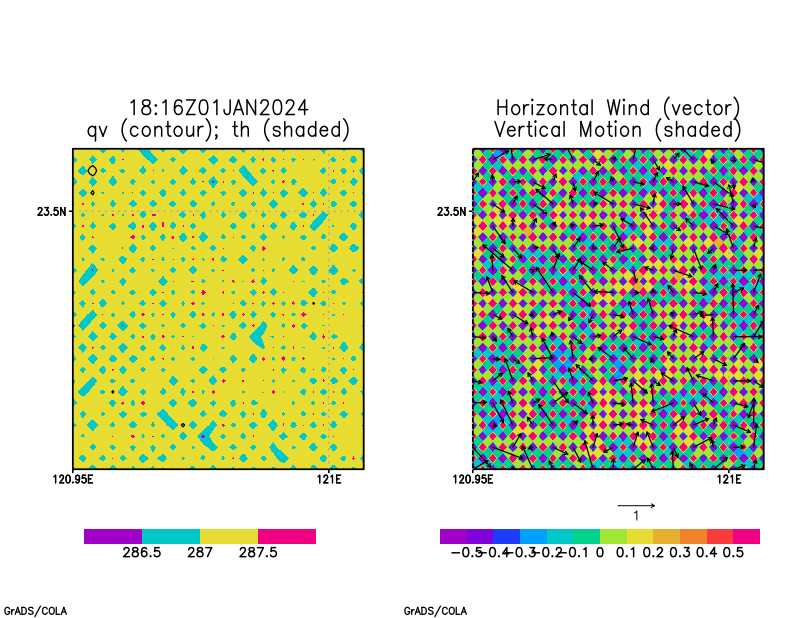 18:16Z01JAN2024
qv (contour); th (shaded)
23.5N
120.95E 121E
286.5 287 287.5
Horizontal Wind (vector)
Vertical Motion (shaded)
23.5N
120.95E 121E
1
-0.5 -0.4 -0.3 -0.2 -0.1 0 0.1 0.2 0.3 0.4 0.5
GrADS/COLA
GrADS/COLA